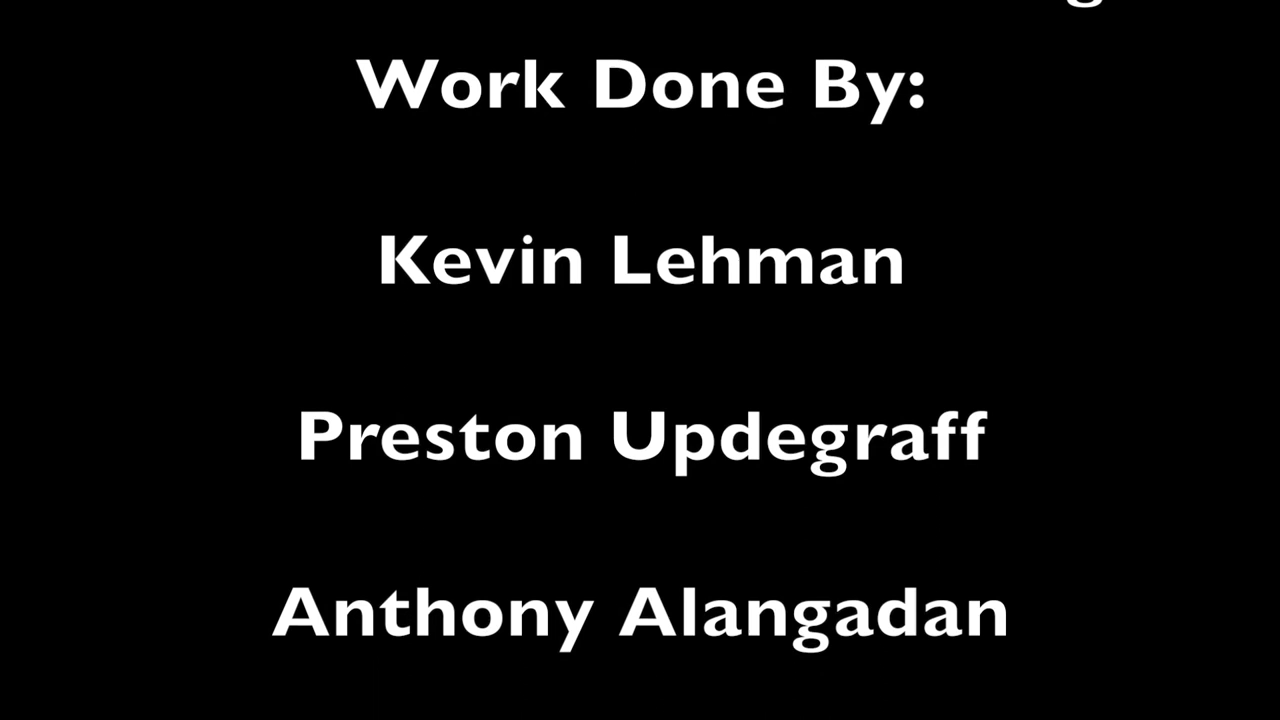 Work Done By:
Kevin Lehman
Preston Updegraff
Anthony Alangadan